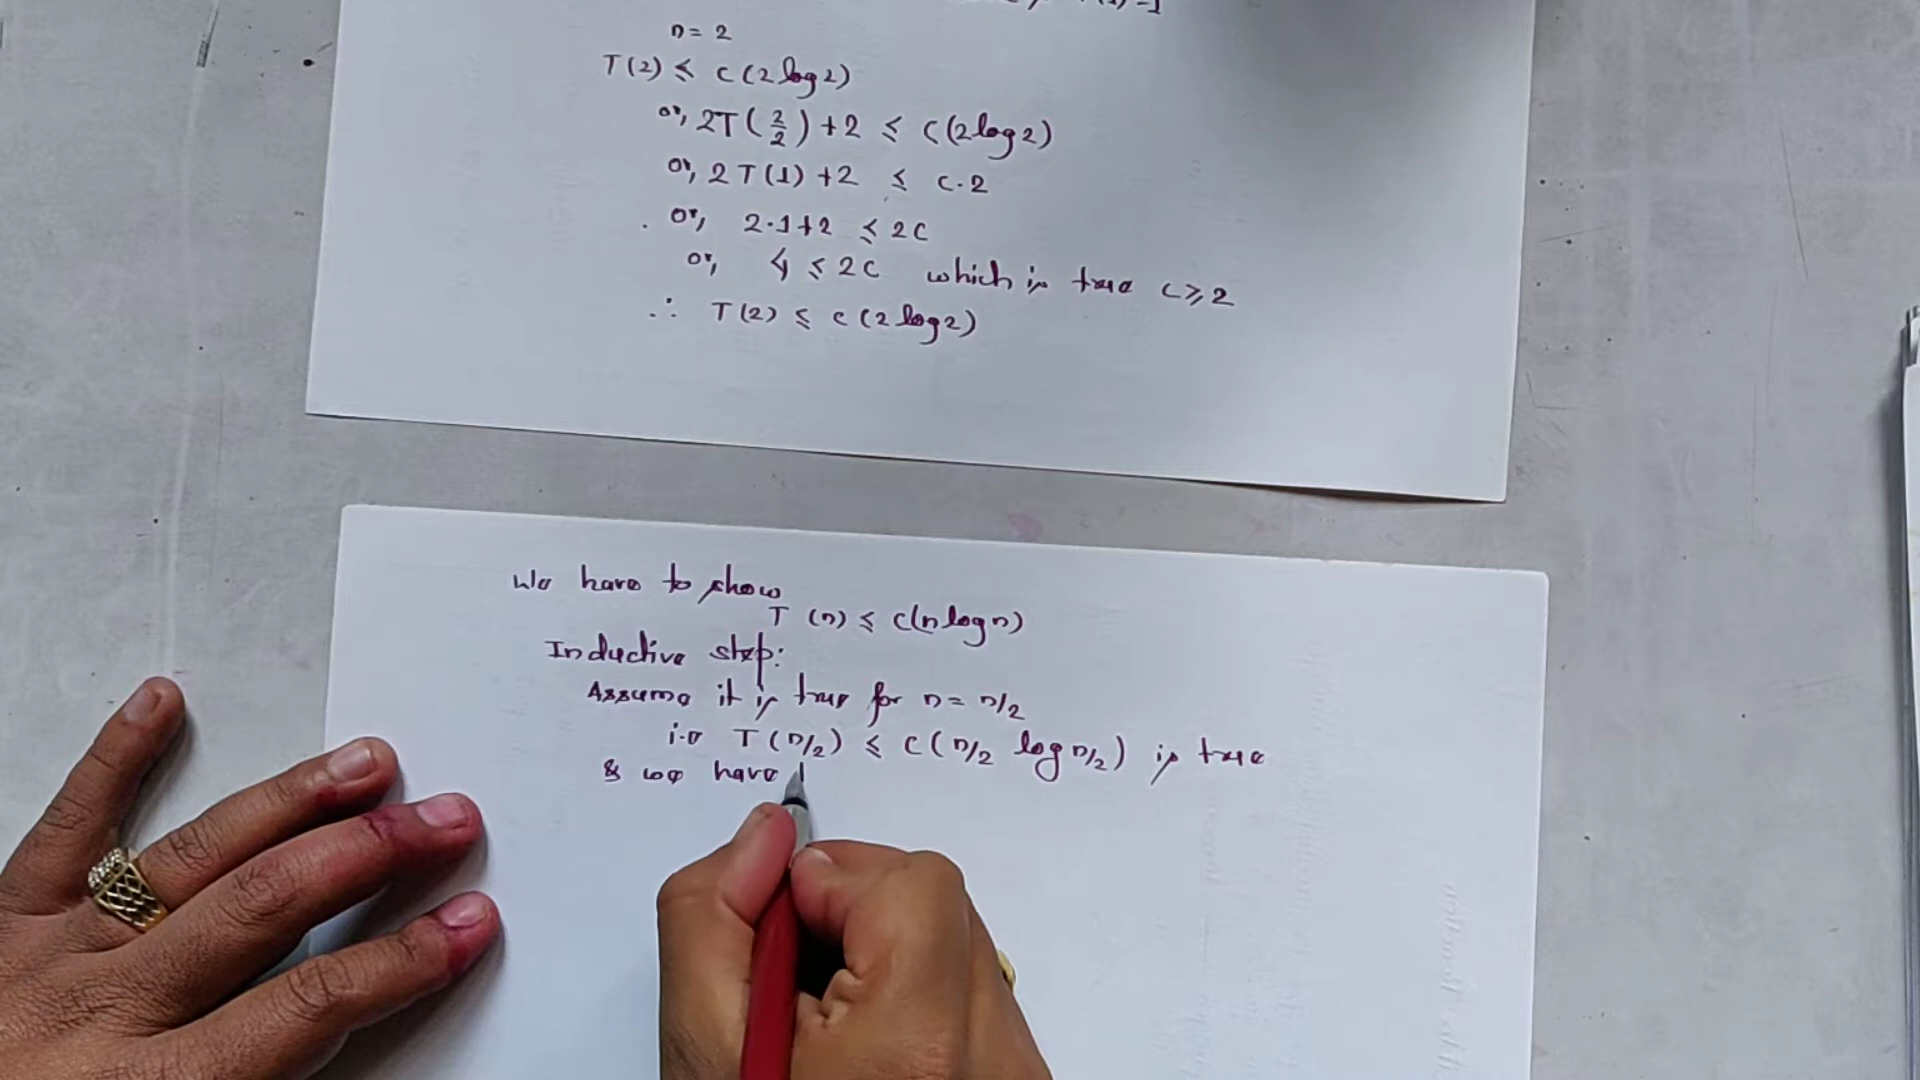 n = 2
T(2) ≤ c(2 log 2)
or, 2T(2/2) + 2 ≤ c(2 log 2)
or, 2T(1) + 2 ≤ c.2
or, 2.1+2 ≤ 2c
or, 4 ≤ 2c which is true c ≥ 2
∴ T(2) ≤ c(2 log 2)
We have to show
T(n) ≤ c(n log n)
Inductive step:
Assume it is true for n = n/2
i.e T(n/2) ≤ c(n/2 log n/2) is true
& we have